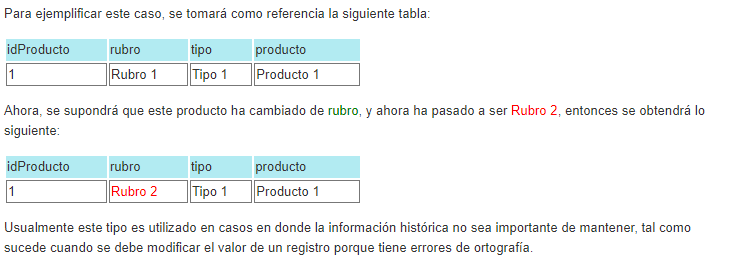 Para ejemplificar este caso, se tomará como referencia la siguiente tabla:
idProducto rubro tipo producto
1 Rubro 1 Tipo 1 Producto 1
Ahora, se supondrá que este producto ha cambiado de rubro, y ahora ha pasado a ser Rubro 2, entonces se obtendrá lo
siguiente:
idProducto rubro tipo producto
1 Rubro 2 Tipo 1 Producto 1
Usualmente este tipo es utilizado en casos en donde la información histórica no sea importante de mantener, tal como
sucede cuando se debe modificar el valor de un registro porque tiene errores de ortografía.